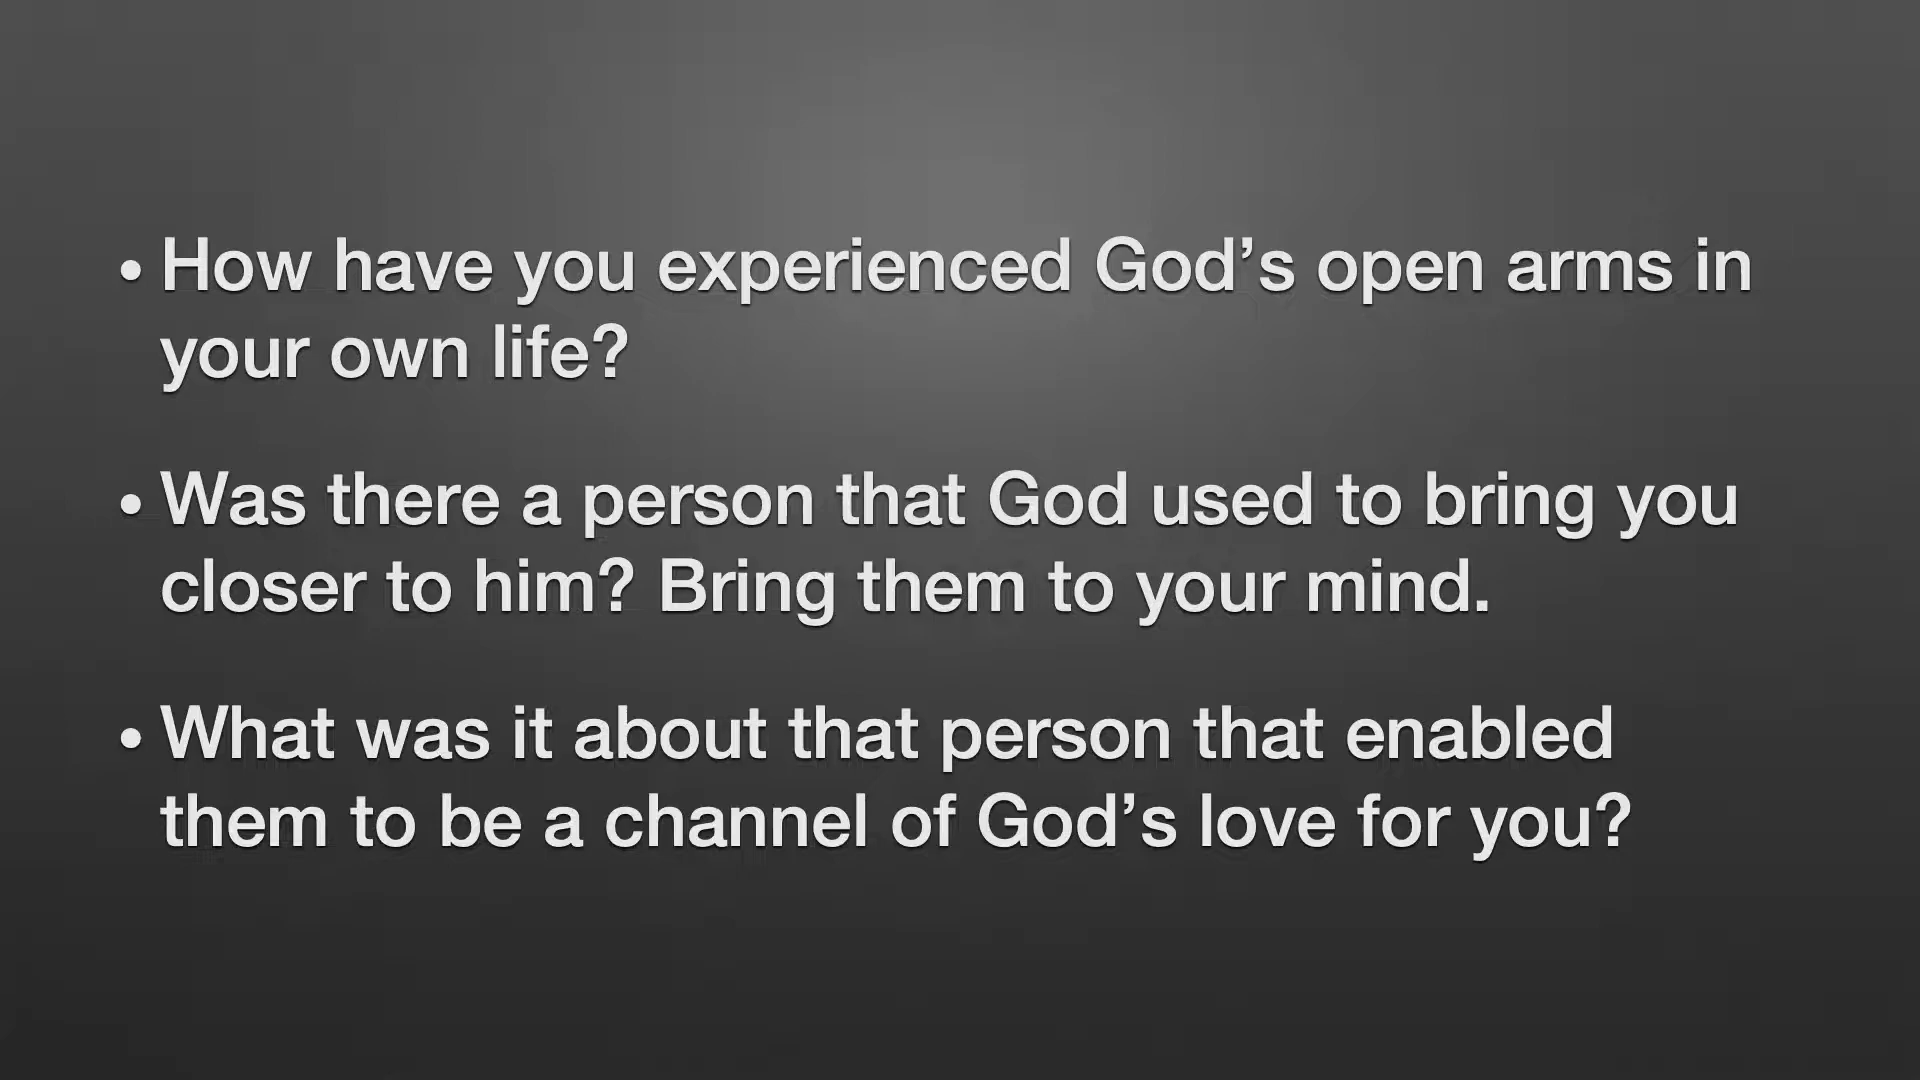 • How have you experienced God’s open arms in
your own life?
• Was there a person that God used to bring you
closer to him? Bring them to your mind.
• What was it about that person that enabled
them to be a channel of God’s love for you?